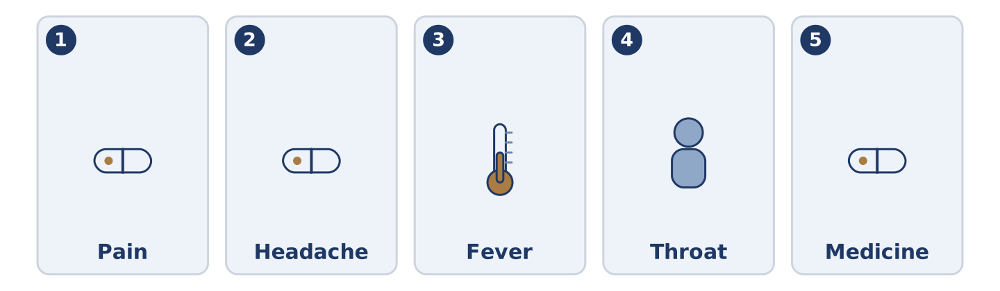 1
2
3
4
5
Pain
Headache
Fever
Throat
Medicine